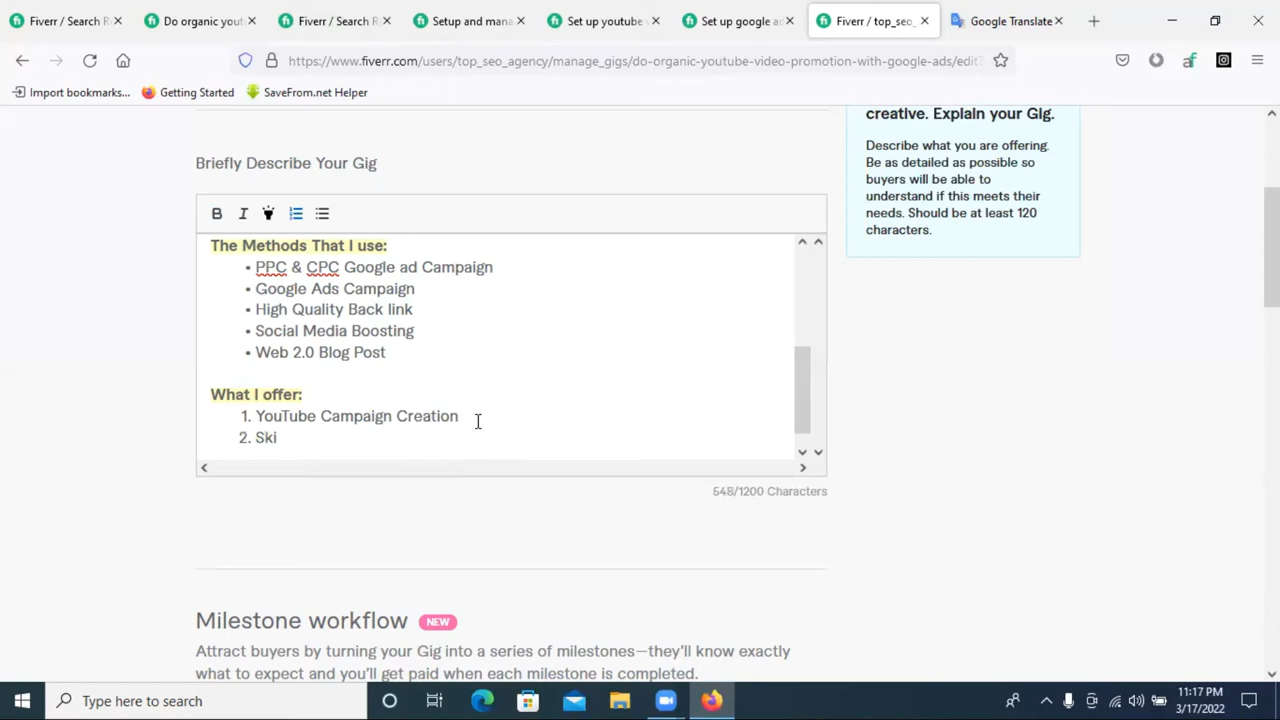 Fiverr / Search R
Do organic yout
Fiverr / Search R
Setup and mana
Set up youtube v
Set up google ad
Fiverr / top_seo_
Google Translate
https://www.fiverr.com/users/top_seo_agency/manage_gigs/do-organic-youtube-video-promotion-with-google-ads/edit?
Import bookmarks...
Getting Started
SaveFrom.net Helper
creative. Explain your Gig.
Describe what you are offering.
Be as detailed as possible so
buyers will be able to
understand if this meets their
needs. Should be at least 120
characters.
Briefly Describe Your Gig
B I
The Methods That I use:
• PPC & CPC Google ad Campaign
• Google Ads Campaign
• High Quality Back link
• Social Media Boosting
• Web 2.0 Blog Post
What I offer:
1. YouTube Campaign Creation
2. Ski
548/1200 Characters
Milestone workflow NEW
Attract buyers by turning your Gig into a series of milestones—they'll know exactly
what to expect and you'll get paid when each milestone is completed.
Type here to search
11:17 PM
3/17/2022